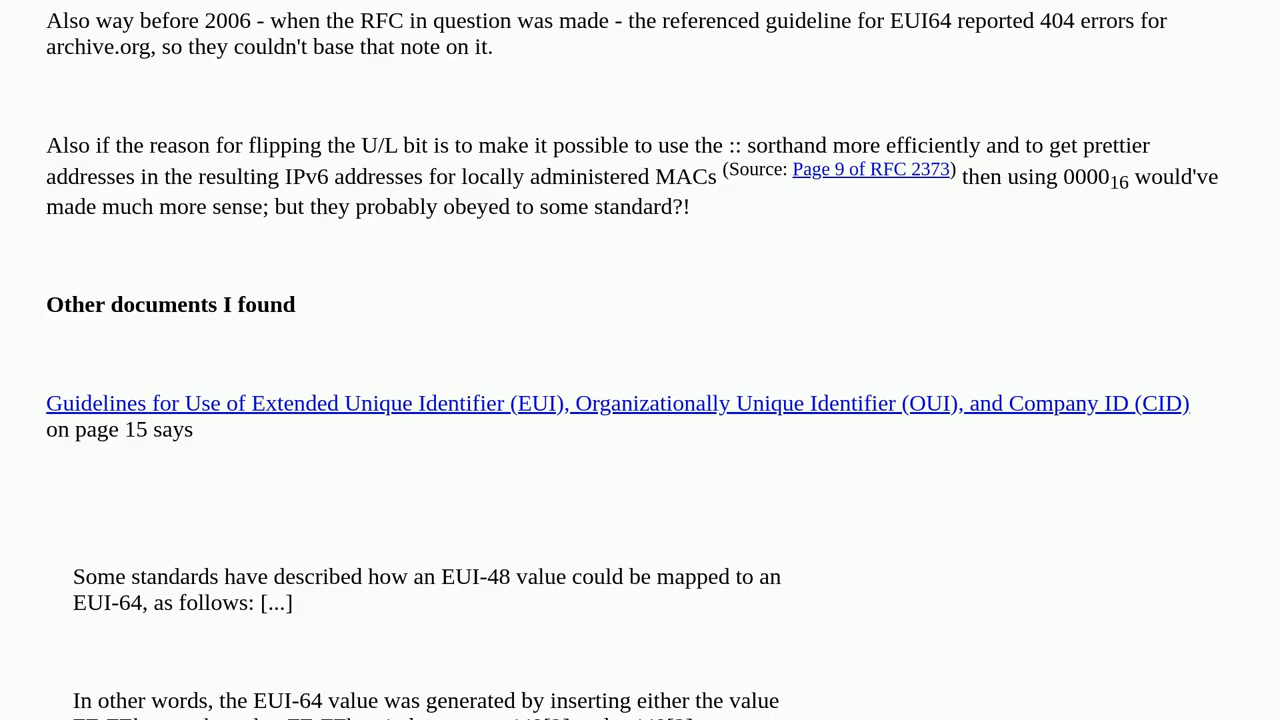 Also way before 2006 - when the RFC in question was made - the referenced guideline for EUI64 reported 404 errors for
archive.org, so they couldn't base that note on it.
Also if the reason for flipping the U/L bit is to make it possible to use the :: sorthand more efficiently and to get prettier
addresses in the resulting IPv6 addresses for locally administered MACs (Source: Page 9 of RFC 2373) then using 0000₁₆ would've
made much more sense; but they probably obeyed to some standard?!
Other documents I found
Guidelines for Use of Extended Unique Identifier (EUI), Organizationally Unique Identifier (OUI), and Company ID (CID)
on page 15 says
Some standards have described how an EUI-48 value could be mapped to an
EUI-64, as follows: [...]
In other words, the EUI-64 value was generated by inserting either the value